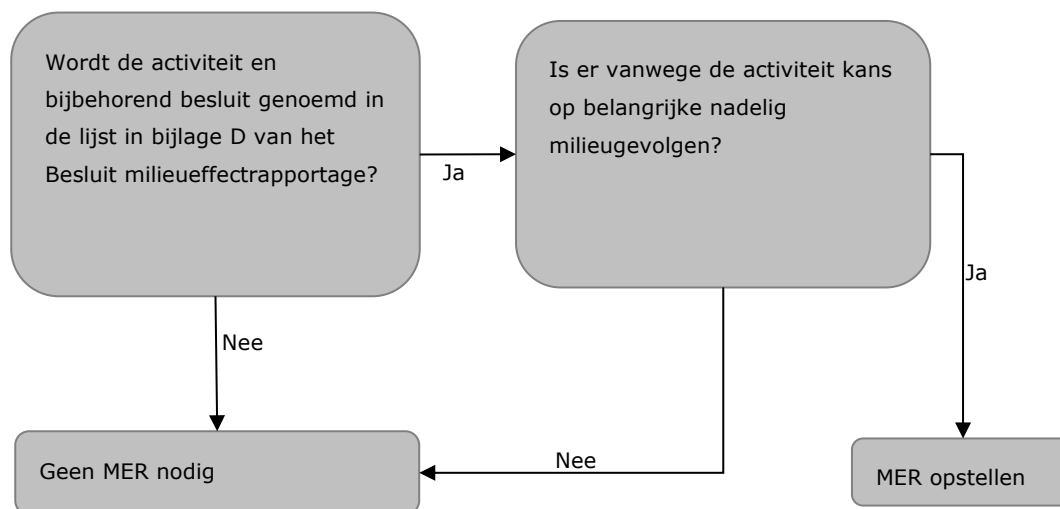 Wordt de activiteit en
bijbehorend besluit genoemd in
de lijst in bijlage D van het
Besluit milieueffectrapportage?
Ja
Is er vanwege de activiteit kans
op belangrijke nadelig
milieugevolgen?
Ja
Nee
Geen MER nodig
Nee
MER opstellen